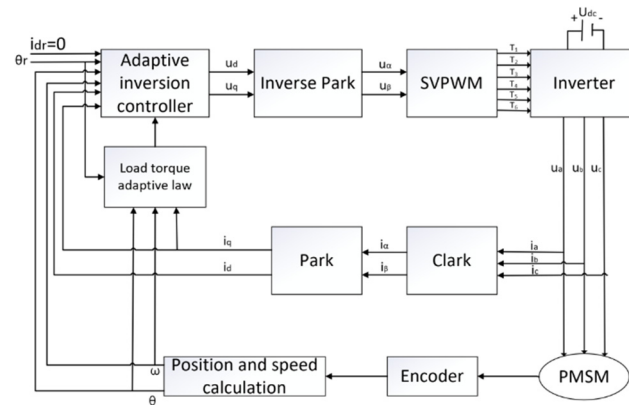 + Udc -
idr=0
θr
Adaptive
inversion
controller
ud
uq
Inverse Park
uα
uβ
SVPWM
T1
T2
T3
T4
T5
T6
Inverter
ua
ub
uc
Load torque
adaptive law
iq
id
Park
iα
iβ
Clark
ia
ib
ic
ω
θ
Position and speed
calculation
Encoder
PMSM